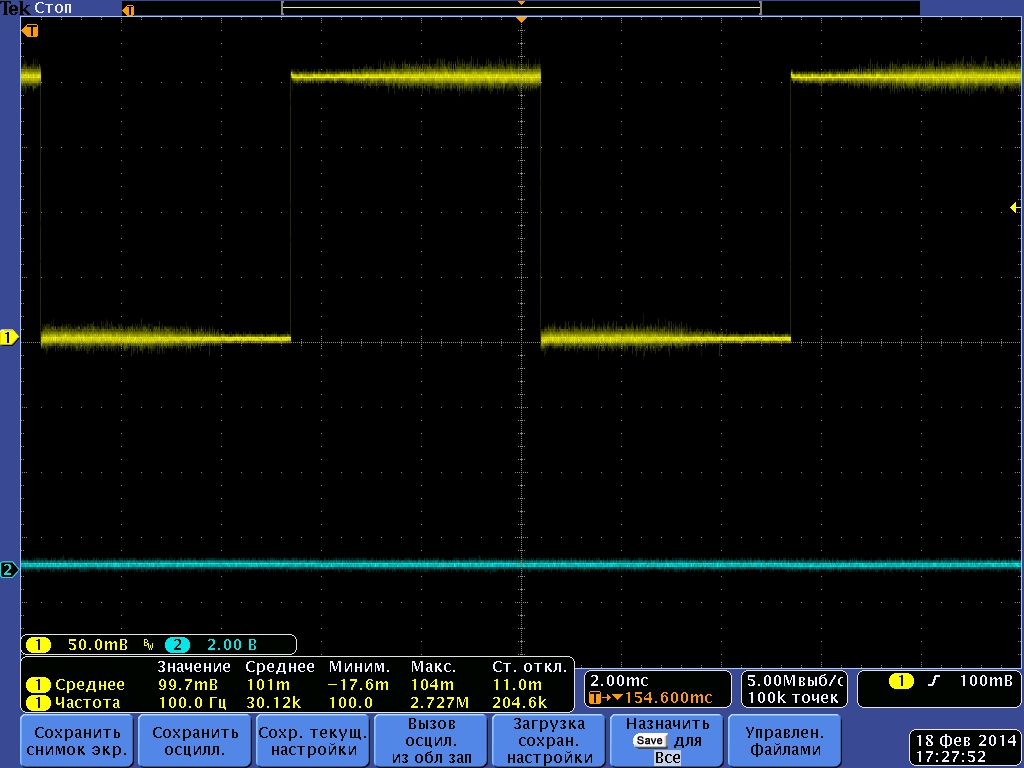 Tek Стоп
T
T
1
2
1 50.0мВ BW 2 2.00 В
Значение Среднее Миним. Макс. Ст. откл.
1 Среднее 99.7мВ 101m −17.6m 104m 11.0m
1 Частота 100.0 Гц 30.12k 100.0 2.727M 204.6k
2.00мс
T→▼154.600мс
5.00Мвыб/с
100k точек
1 100мВ
Сохранить
снимок экр.
Сохранить
осцилл.
Сохр. текущ.
настройки
Вызов
осцил.
из обл зап
Загрузка
сохран.
настройки
Назначить
Save для
Все
Управлен.
файлами
18 Фев 2014
17:27:52